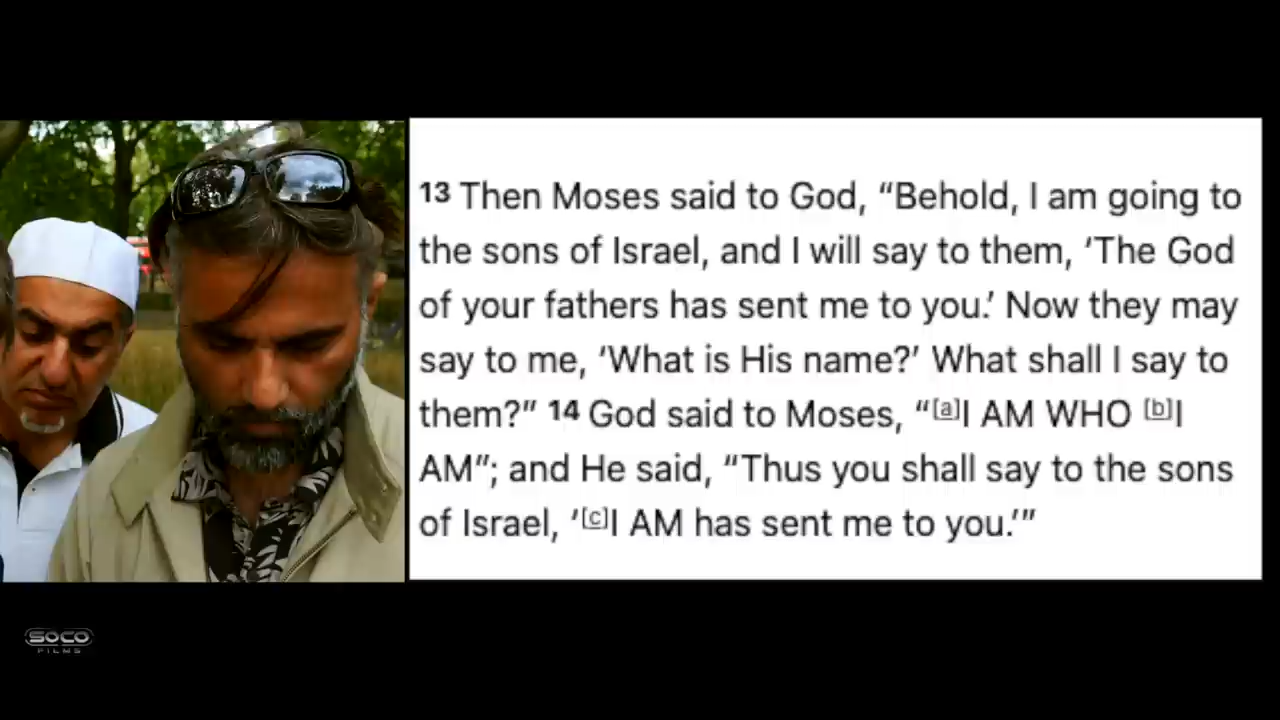 13 Then Moses said to God, “Behold, I am going to
the sons of Israel, and I will say to them, ‘The God
of your fathers has sent me to you.’ Now they may
say to me, ‘What is His name?’ What shall I say to
them?” 14 God said to Moses, “[a]I AM WHO [b]I
AM”; and He said, “Thus you shall say to the sons
of Israel, ‘[c]I AM has sent me to you.’”
SOCO
FILMS